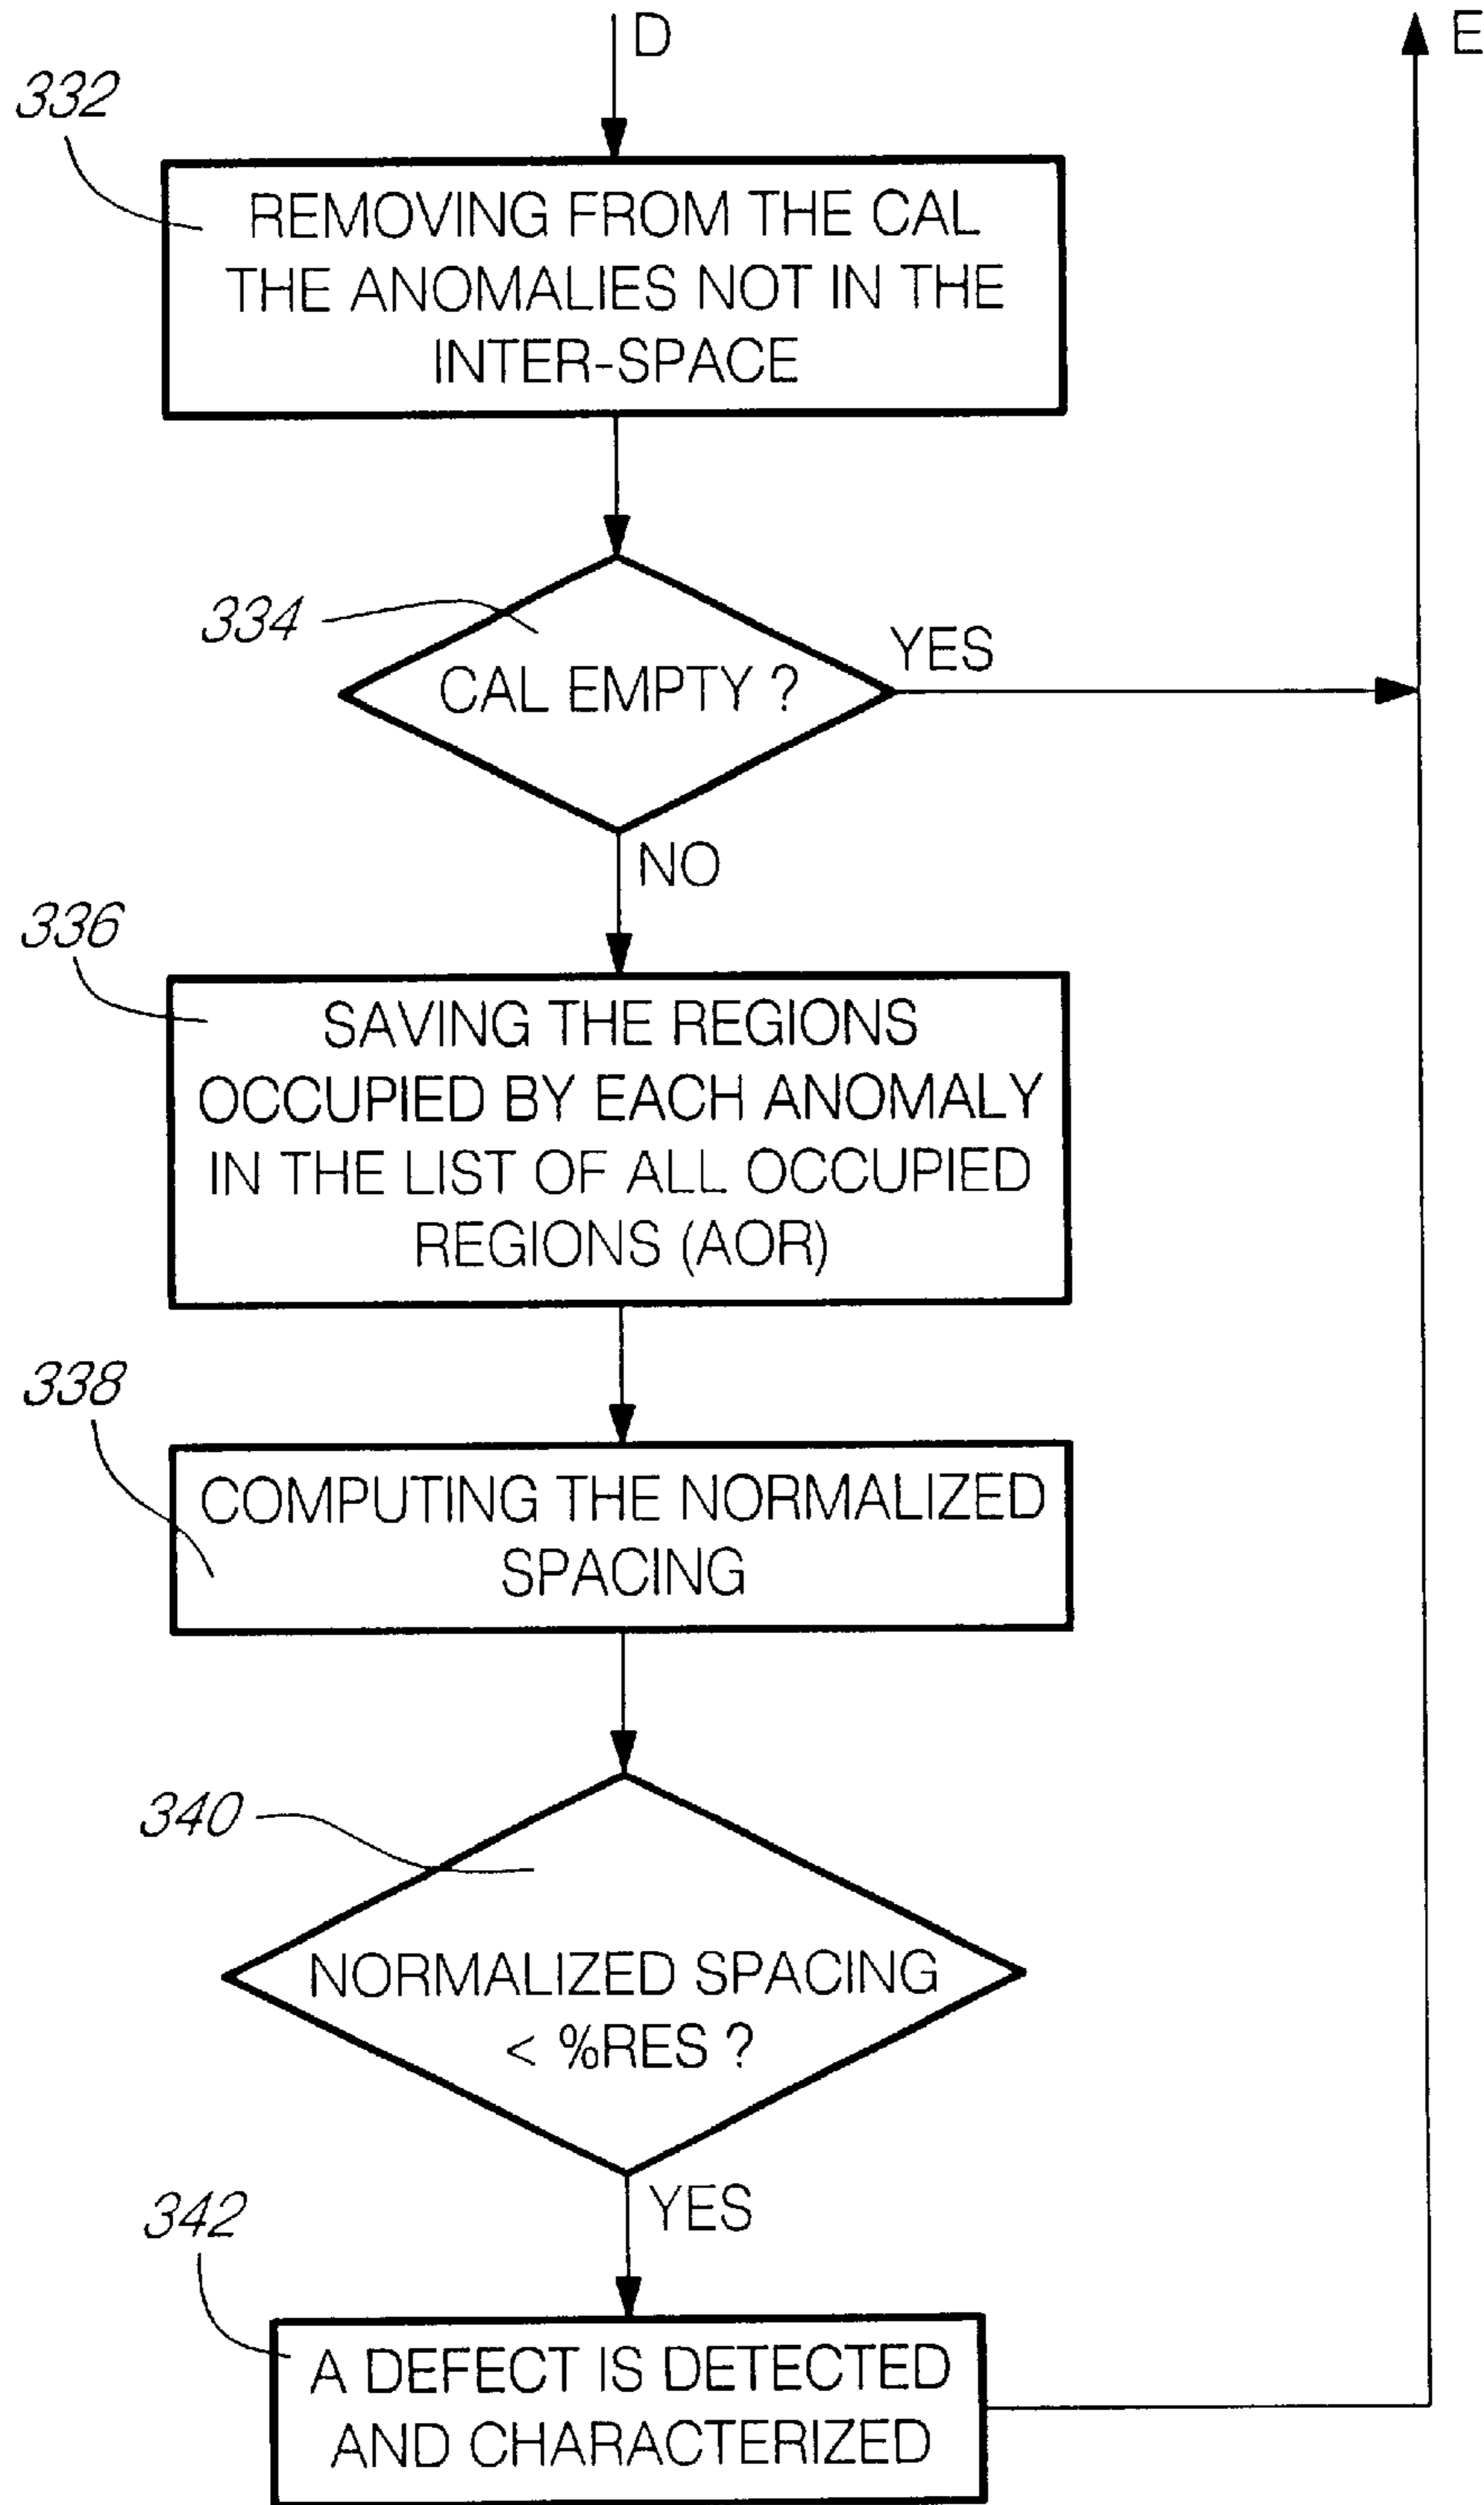 D
E
332
REMOVING FROM THE CAL
THE ANOMALIES NOT IN THE
INTER-SPACE
334
CAL EMPTY ?
YES
NO
336
SAVING THE REGIONS
OCCUPIED BY EACH ANOMALY
IN THE LIST OF ALL OCCUPIED
REGIONS (AOR)
338
COMPUTING THE NORMALIZED
SPACING
340
NORMALIZED SPACING
< %RES ?
YES
342
A DEFECT IS DETECTED
AND CHARACTERIZED